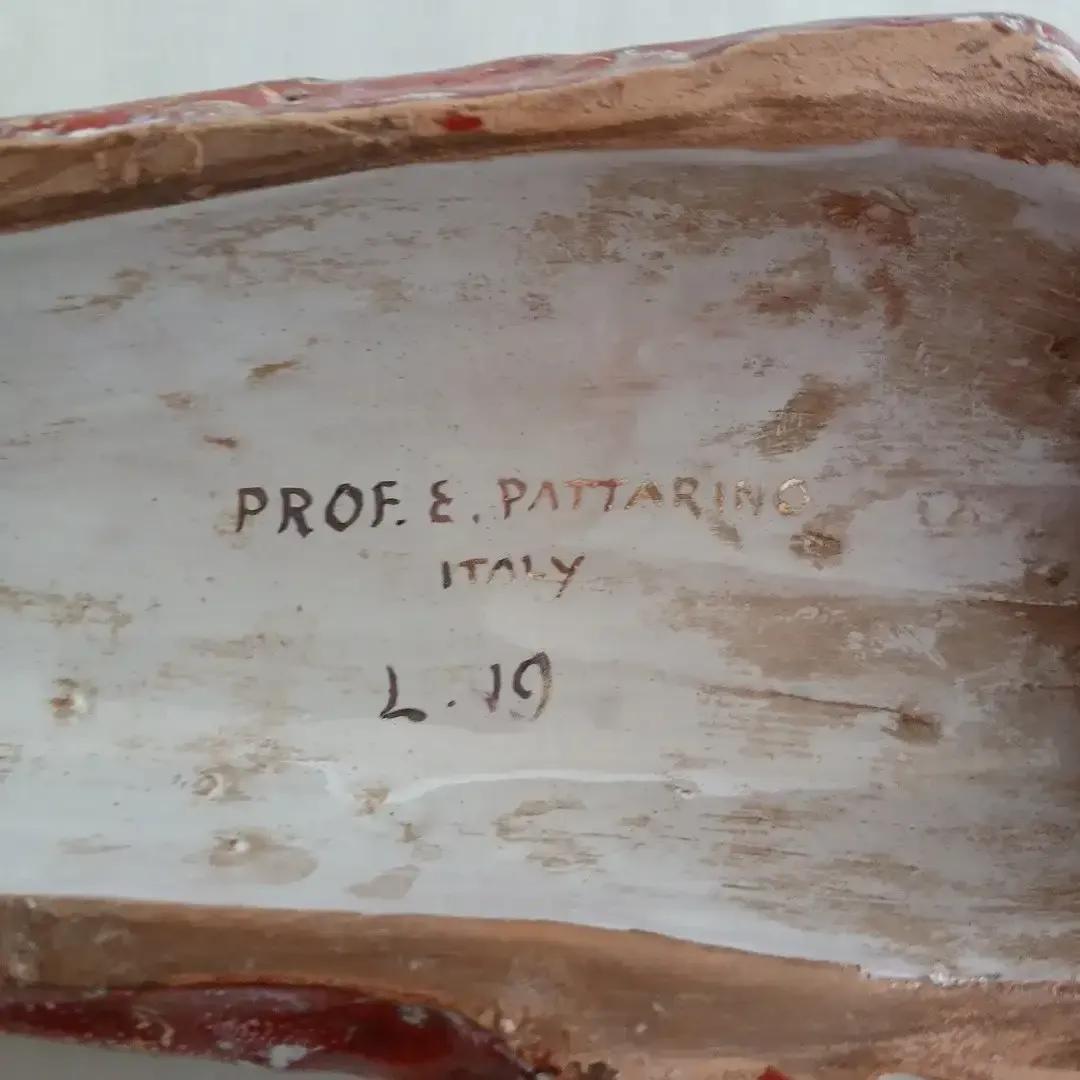 PROF. E. PATTARINO
ITALY
L. 19